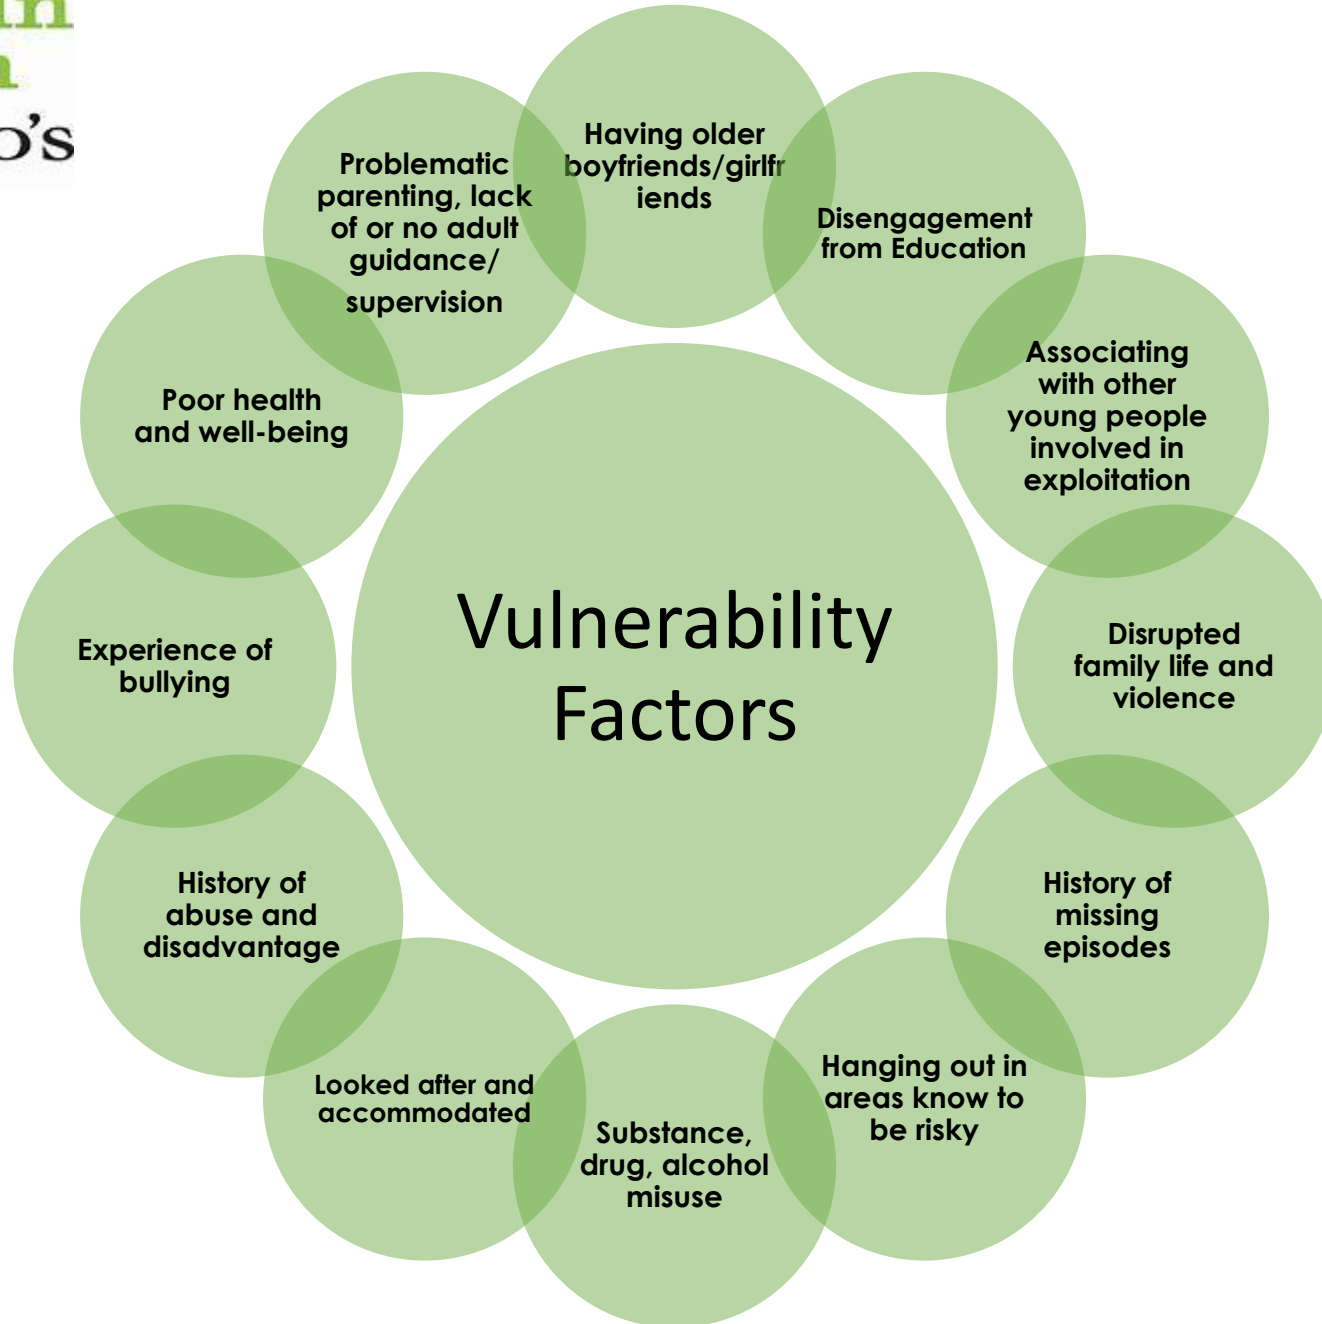 in
n
o's
Having older
boyfriends/girlfr
iends
Disengagement
from Education
Associating
with other
young people
involved in
exploitation
Disrupted
family life and
violence
History of
missing
episodes
Hanging out in
areas know to
be risky
Substance,
drug, alcohol
misuse
Looked after and
accommodated
History of
abuse and
disadvantage
Experience of
bullying
Poor health
and well-being
Problematic
parenting, lack
of or no adult
guidance/
supervision
Vulnerability
Factors